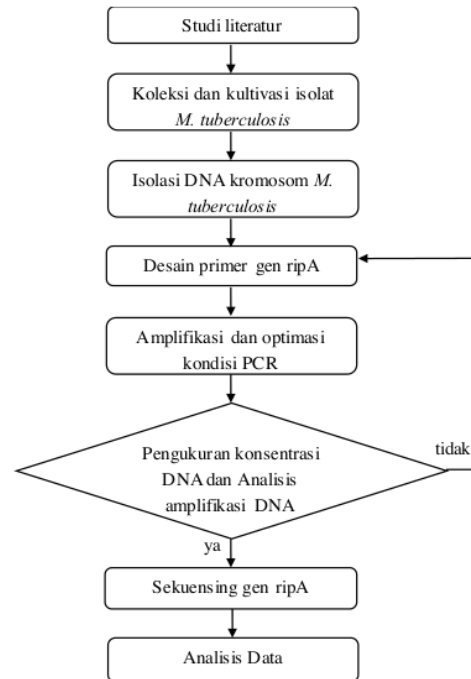 Studi literatur
Koleksi dan kultivasi isolat
M. tuberculosis
Isolasi DNA kromosom M.
tuberculosis
Desain primer gen ripA
Amplifikasi dan optimasi
kondisi PCR
Pengukuran konsentrasi
DNA dan Analisis
amplifikasi DNA
tidak
ya
Sekuensing gen ripA
Analisis Data